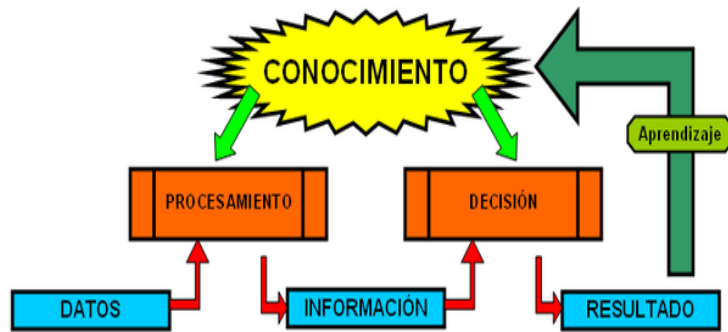 CONOCIMIENTO
Aprendizaje
PROCESAMIENTO
DECISIÓN
DATOS
INFORMACIÓN
RESULTADO